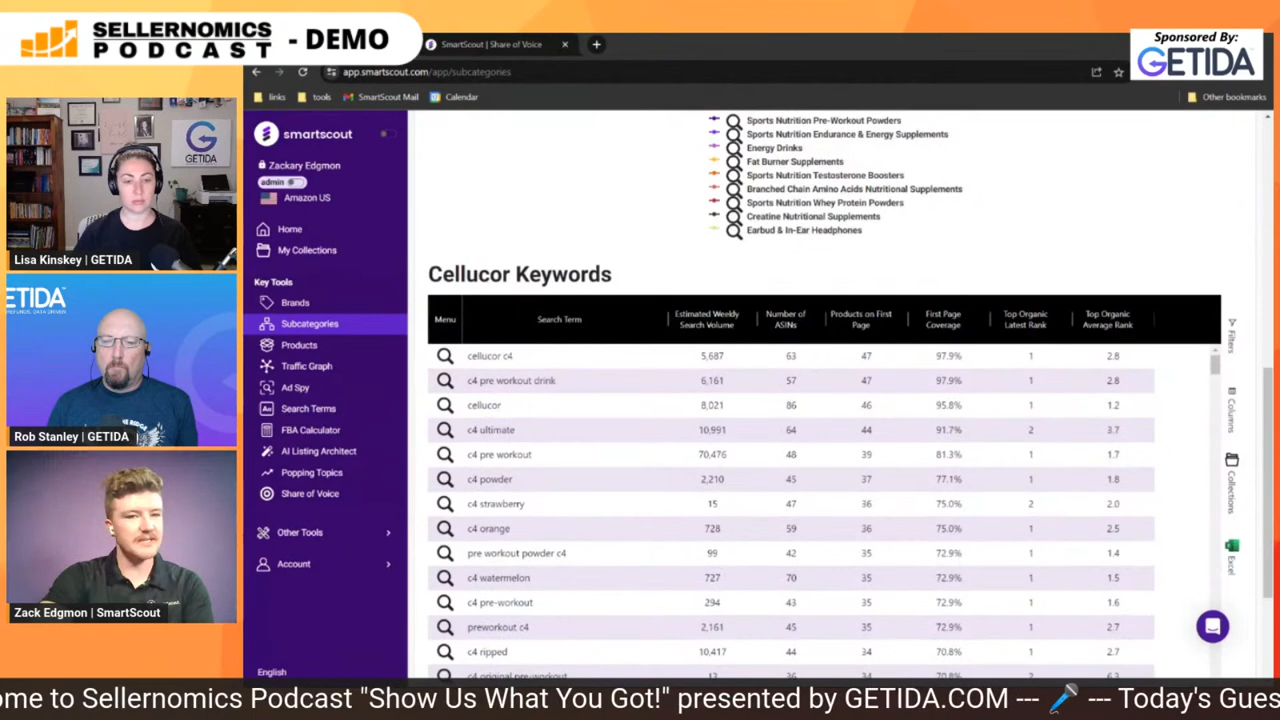 SELLERNOMICS
PODCAST - DEMO
Sponsored By:
GETIDA
SmartScout | Share of Voice
app.smartscout.com/app/subcategories
links
tools
SmartScout Mail
Calendar
Other bookmarks
G
GETIDA
Lisa Kinskey | GETIDA
ETIDA
Rob Stanley | GETIDA
Zack Edgmon | SmartScout
smartscout
Zackary Edgmon
admin
Amazon US
Home
My Collections
Key Tools
Brands
Subcategories
Products
Traffic Graph
Ad Spy
Search Terms
FBA Calculator
AI Listing Architect
Popping Topics
Share of Voice
Other Tools
Account
English
Sports Nutrition Pre-Workout Powders
Sports Nutrition Endurance & Energy Supplements
Energy Drinks
Fat Burner Supplements
Sports Nutrition Testosterone Boosters
Branched Chain Amino Acids Nutritional Supplements
Sports Nutrition Whey Protein Powders
Creatine Nutritional Supplements
Earbud & In-Ear Headphones
Cellucor Keywords
Menu Search Term Estimated Weekly Search Volume Number of ASINs Products on First Page First Page Coverage Top Organic Latest Rank Top Organic Average Rank
cellucor c4 5,687 63 47 97.9% 1 2.8
c4 pre workout drink 6,161 57 47 97.9% 1 2.8
cellucor 8,021 86 46 95.8% 1 1.2
c4 ultimate 10,991 64 44 91.7% 2 3.7
c4 pre workout 70,476 48 39 81.3% 1 1.7
c4 powder 2,210 45 37 77.1% 1 1.8
c4 strawberry 15 47 36 75.0% 2 2.0
c4 orange 728 59 36 75.0% 1 2.5
pre workout powder c4 99 42 35 72.9% 1 1.4
c4 watermelon 727 70 35 72.9% 1 1.5
c4 pre-workout 294 43 35 72.9% 1 1.6
preworkout c4 2,161 45 35 72.9% 1 2.7
c4 ripped 10,417 44 34 70.8% 1 2.7
c4 original pre-workout
Filters
Columns
Collections
Excel
ome to Sellernomics Podcast "Show Us What You Got!" presented by GETIDA.COM --- 🎤 --- Today's Gues